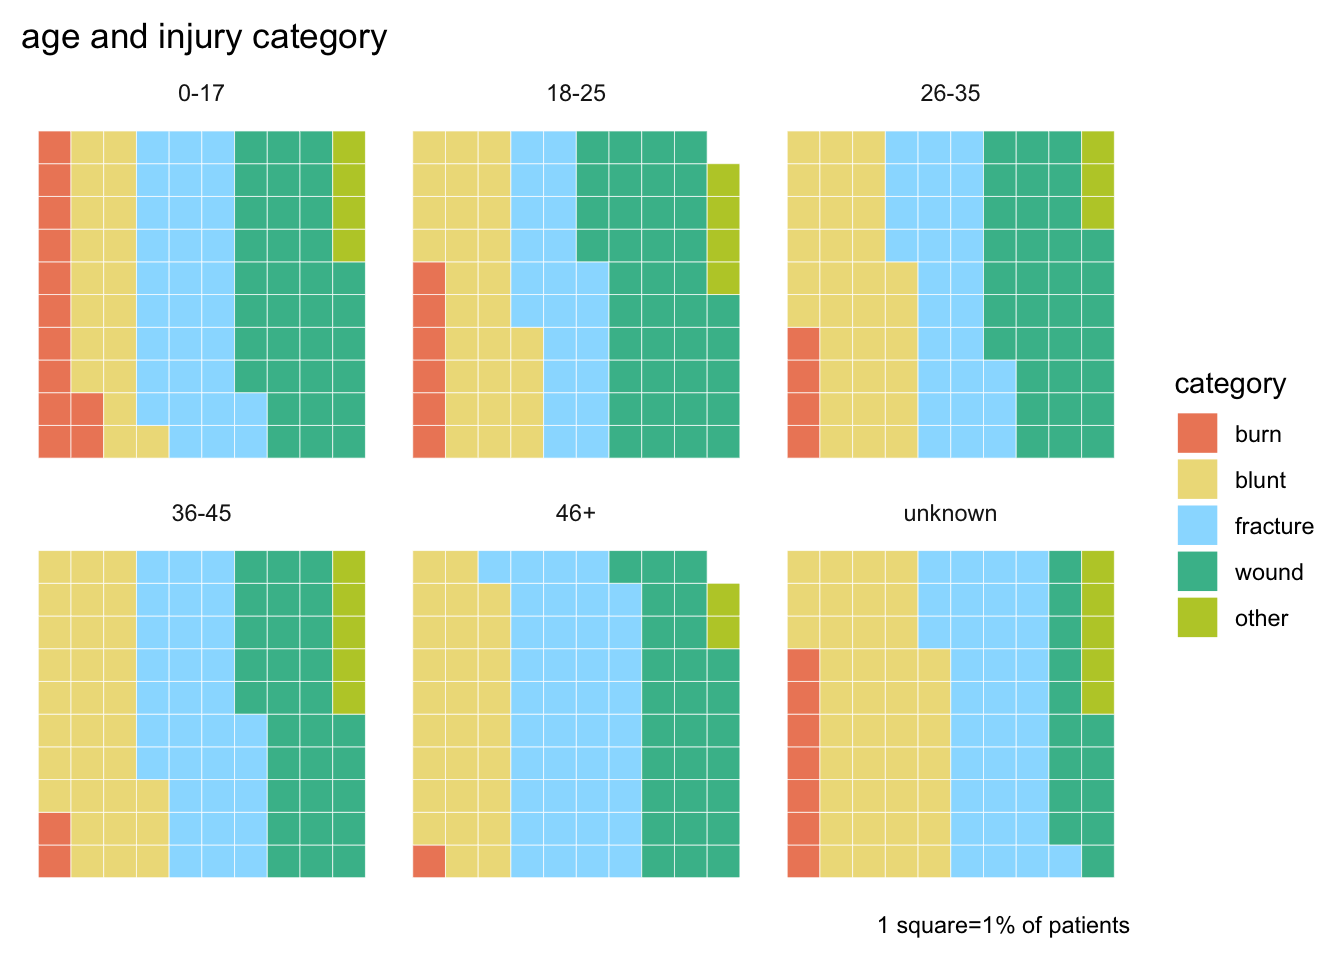 age and injury category
0-17
18-25
26-35
36-45
46+
unknown
category
burn
blunt
fracture
wound
other
1 square=1% of patients